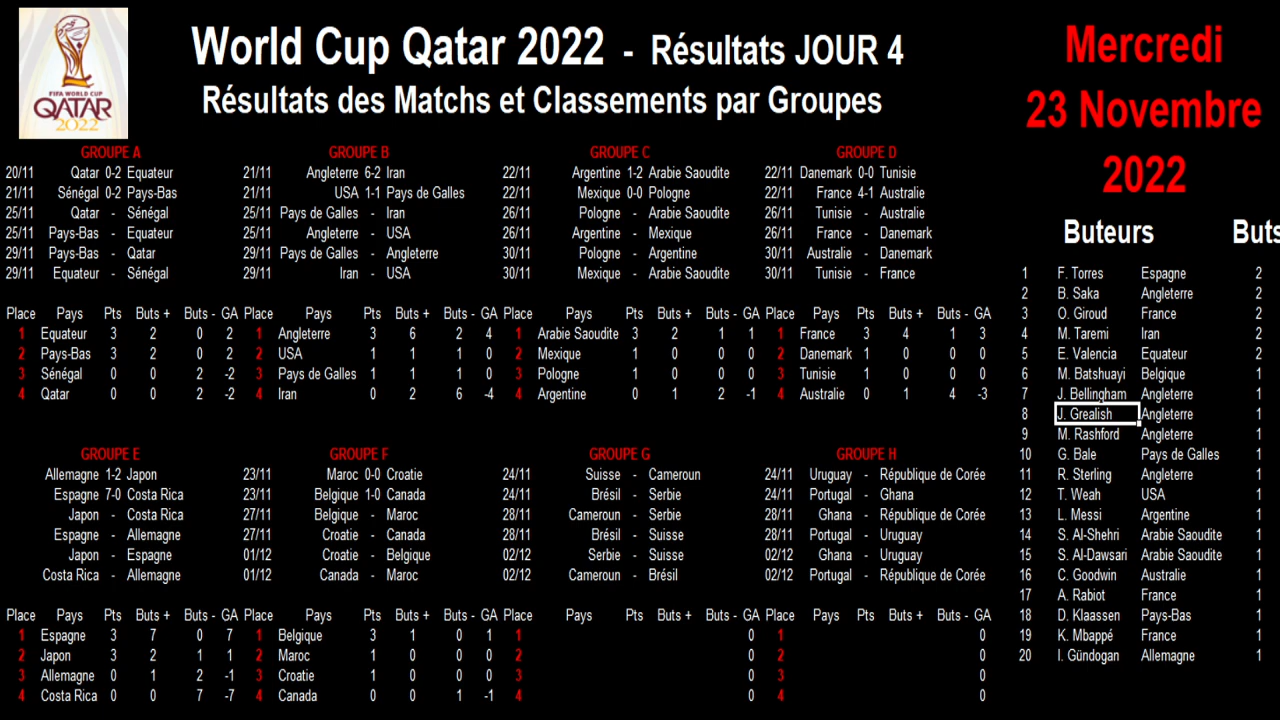 FIFA WORLD CUP
QATAR
2022
World Cup Qatar 2022 - Résultats JOUR 4
Résultats des Matchs et Classements par Groupes
Mercredi
23 Novembre
2022
GROUPE A GROUPE B GROUPE C GROUPE D
20/11 Qatar 0-2 Equateur 21/11 Angleterre 6-2 Iran 22/11 Argentine 1-2 Arabie Saoudite 22/11 Danemark 0-0 Tunisie
21/11 Sénégal 0-2 Pays-Bas 21/11 USA 1-1 Pays de Galles 22/11 Mexique 0-0 Pologne 22/11 France 4-1 Australie
25/11 Qatar - Sénégal 25/11 Pays de Galles - Iran 26/11 Pologne - Arabie Saoudite 26/11 Tunisie - Australie
25/11 Pays-Bas - Equateur 25/11 Angleterre - USA 26/11 Argentine - Mexique 26/11 France - Danemark
29/11 Pays-Bas - Qatar 29/11 Pays de Galles - Angleterre 30/11 Pologne - Argentine 30/11 Australie - Danemark
29/11 Equateur - Sénégal 29/11 Iran - USA 30/11 Mexique - Arabie Saoudite 30/11 Tunisie - France
Place Pays Pts Buts + Buts - GA Place Pays Pts Buts + Buts - GA Place Pays Pts Buts + Buts - GA Place Pays Pts Buts + Buts - GA
1 Equateur 3 2 0 2 1 Angleterre 3 6 2 4 1 Arabie Saoudite 3 2 1 1 1 France 3 4 1 3
2 Pays-Bas 3 2 0 2 2 USA 1 1 1 0 2 Mexique 1 0 0 0 2 Danemark 1 0 0 0
3 Sénégal 0 0 2 -2 3 Pays de Galles 1 1 1 0 3 Pologne 1 0 0 0 3 Tunisie 1 0 0 0
4 Qatar 0 0 2 -2 4 Iran 0 2 6 -4 4 Argentine 0 1 2 -1 4 Australie 0 1 4 -3
GROUPE E GROUPE F GROUPE G GROUPE H
Allemagne 1-2 Japon 23/11 Maroc 0-0 Croatie 24/11 Suisse - Cameroun 24/11 Uruguay - République de Corée
Espagne 7-0 Costa Rica 23/11 Belgique 1-0 Canada 24/11 Brésil - Serbie 24/11 Portugal - Ghana
Japon - Costa Rica 27/11 Belgique - Maroc 28/11 Cameroun - Serbie 28/11 Ghana - République de Corée
Espagne - Allemagne 27/11 Croatie - Canada 28/11 Brésil - Suisse 28/11 Portugal - Uruguay
Japon - Espagne 01/12 Croatie - Belgique 02/12 Serbie - Suisse 02/12 Ghana - Uruguay
Costa Rica - Allemagne 01/12 Canada - Maroc 02/12 Cameroun - Brésil 02/12 Portugal - République de Corée
Place Pays Pts Buts + Buts - GA Place Pays Pts Buts + Buts - GA Place Pays Pts Buts + Buts - GA Place Pays Pts Buts + Buts - GA
1 Espagne 3 7 0 7 1 Belgique 3 1 0 1 1 0 1 0
2 Japon 3 2 1 1 2 Maroc 1 0 0 0 2 0 2 0
3 Allemagne 0 1 2 -1 3 Croatie 1 0 0 0 3 0 3 0
4 Costa Rica 0 0 7 -7 4 Canada 0 0 1 -1 4 0 4 0
Buteurs Buts
1 F. Torres Espagne 2
2 B. Saka Angleterre 2
3 O. Giroud France 2
4 M. Taremi Iran 2
5 E. Valencia Equateur 2
6 M. Batshuayi Belgique 1
7 J. Bellingham Angleterre 1
8 J. Grealish Angleterre 1
9 M. Rashford Angleterre 1
10 G. Bale Pays de Galles 1
11 R. Sterling Angleterre 1
12 T. Weah USA 1
13 L. Messi Argentine 1
14 S. Al-Shehri Arabie Saoudite 1
15 S. Al-Dawsari Arabie Saoudite 1
16 C. Goodwin Australie 1
17 A. Rabiot France 1
18 D. Klaassen Pays-Bas 1
19 K. Mbappé France 1
20 I. Gündogan Allemagne 1